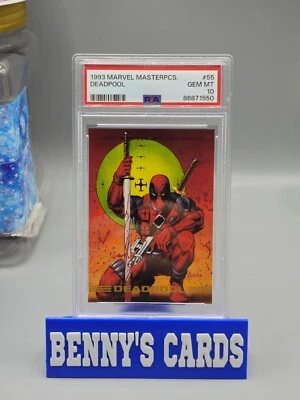 1993 MARVEL MASTERPCS. #55
DEADPOOL GEM MT
10
PSA 86871550
DEADPOOL
BENNY'S CARDS